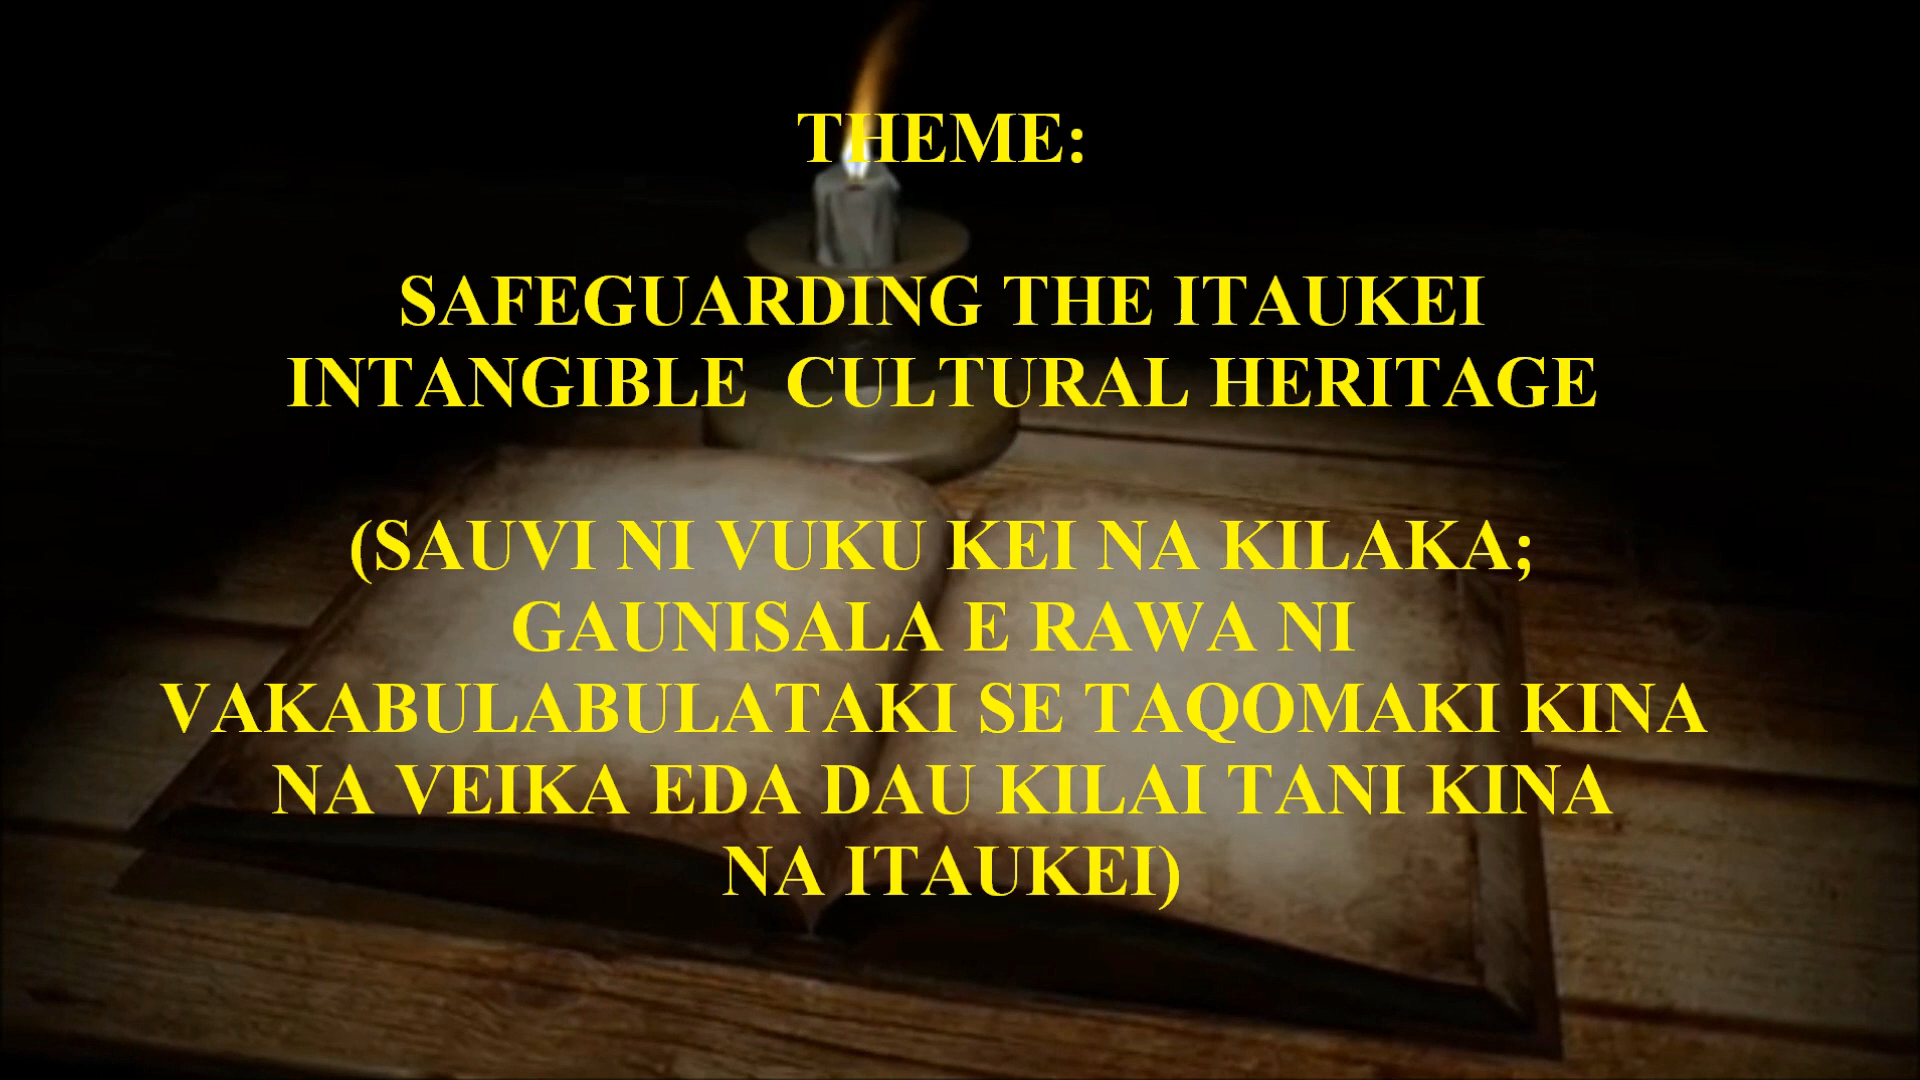 THEME:
SAFEGUARDING THE ITAUKEI
INTANGIBLE CULTURAL HERITAGE
(SAUVI NI VUKU KEI NA KILAKA;
GAUNISALA E RAWA NI
VAKABULABULATAKI SE TAQOMAKI KINA
NA VEIKA EDA DAU KILAI TANI KINA
NA ITAUKEI)